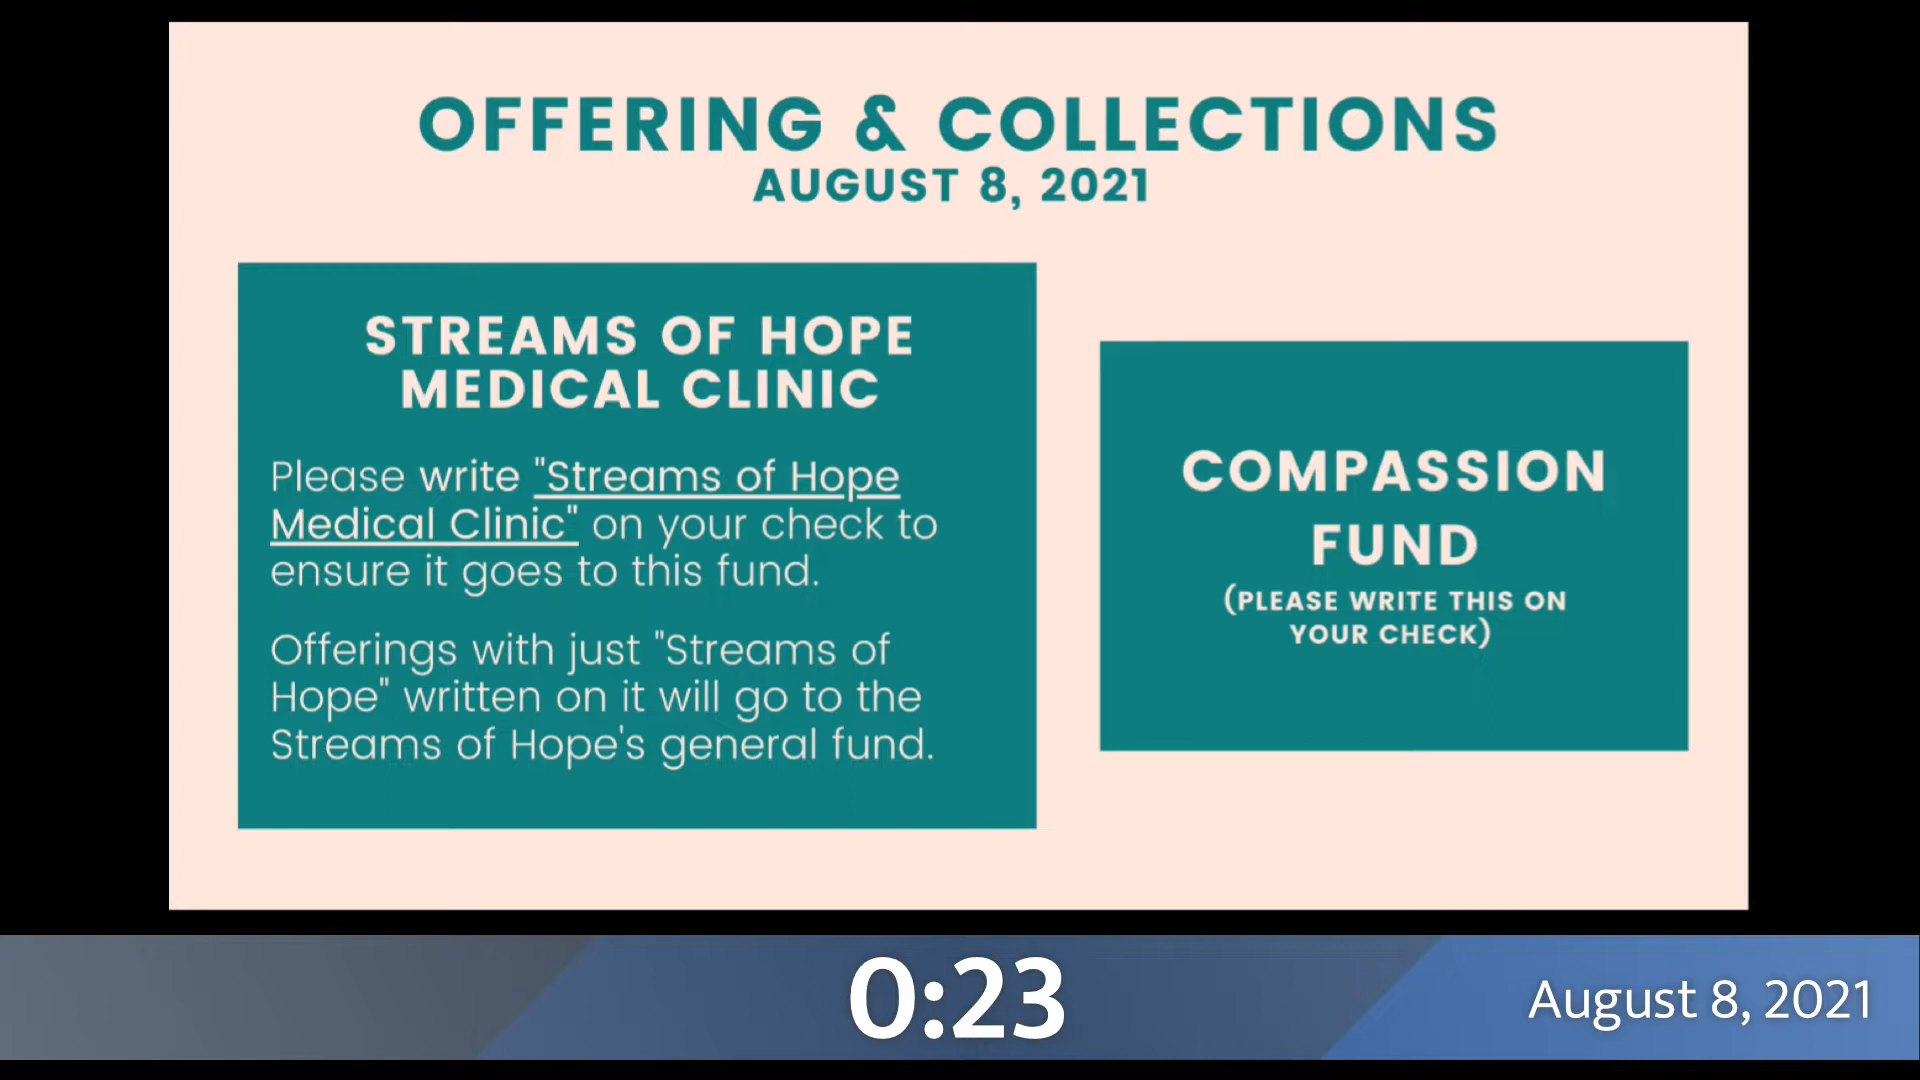 OFFERING & COLLECTIONS
AUGUST 8, 2021
STREAMS OF HOPE
MEDICAL CLINIC
Please write "Streams of Hope
Medical Clinic" on your check to
ensure it goes to this fund.
Offerings with just "Streams of
Hope" written on it will go to the
Streams of Hope's general fund.
COMPASSION
FUND
(PLEASE WRITE THIS ON
YOUR CHECK)
0:23
August 8, 2021